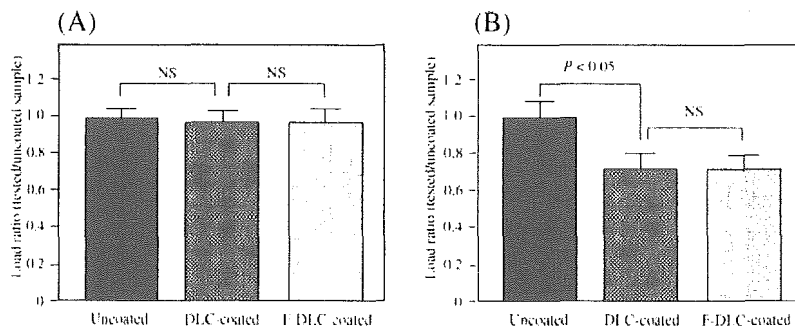 (A)
Load ratio (tested/uncoated sample)
1.2
1.0
0.8
0.6
0.4
0.2
0
NS
NS
Uncoated
DLC-coated
F-DLC-coated
(B)
Load ratio (tested/uncoated sample)
1.2
1.0
0.8
0.6
0.4
0.2
0
P < 0.05
NS
Uncoated
DLC-coated
F-DLC-coated